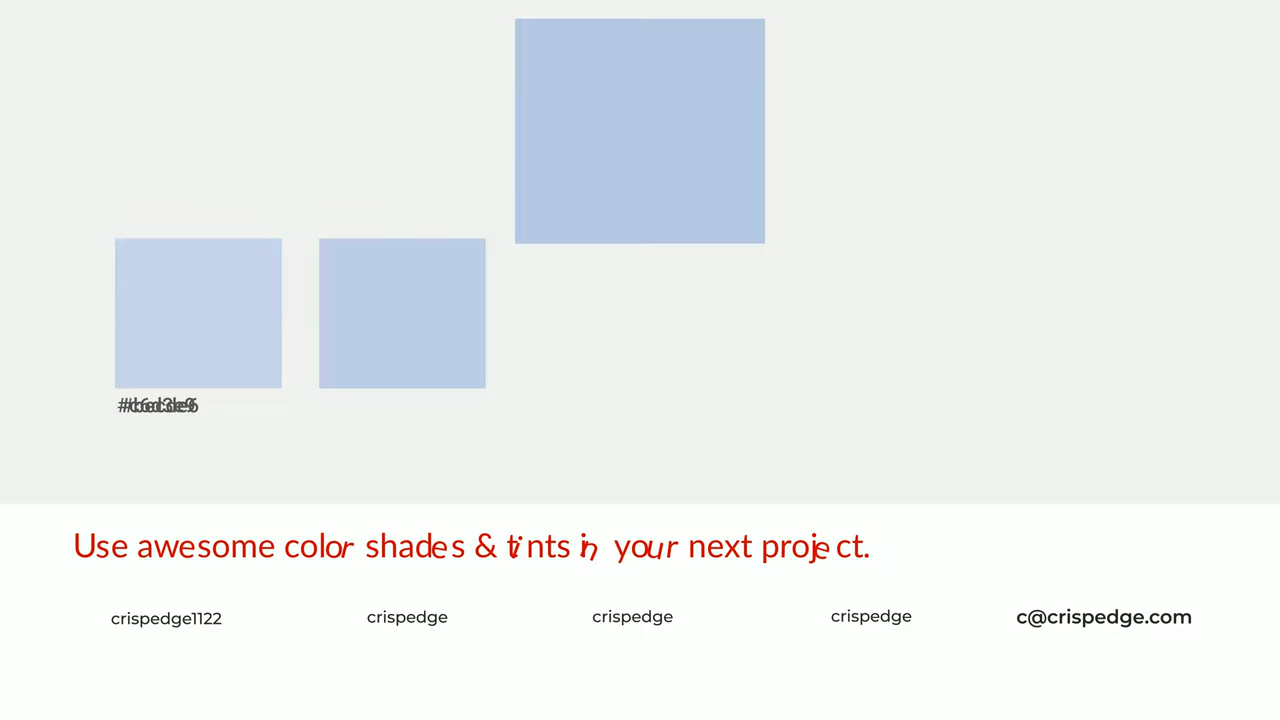 Use awesome color shades & tints in your next project.
crispedge1122 crispedge crispedge crispedge c@crispedge.com